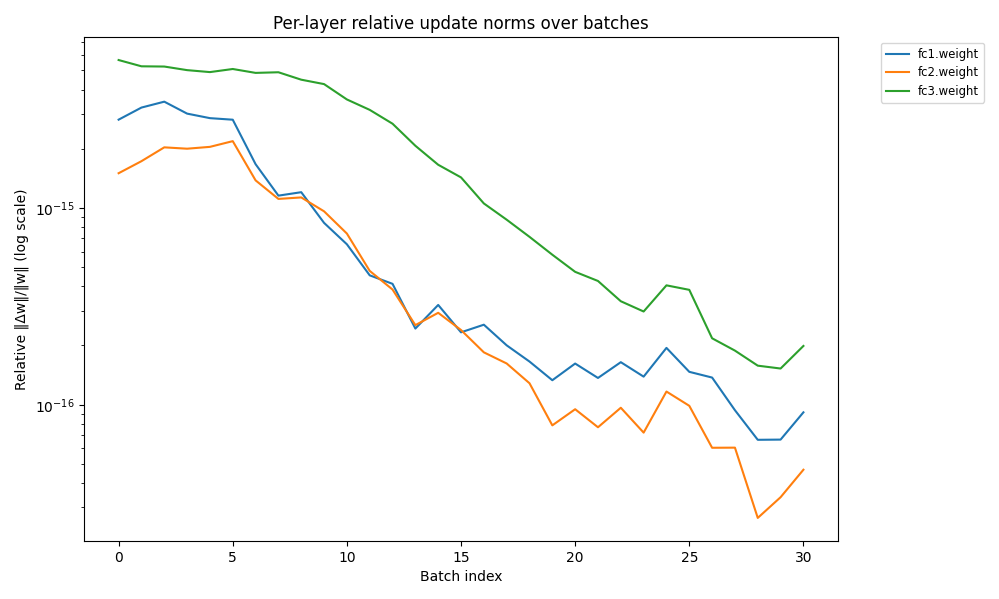 Per-layer relative update norms over batches
fc1.weight
fc2.weight
fc3.weight
Relative ‖Δw‖/‖w‖ (log scale)
10⁻¹⁵
10⁻¹⁶
0 5 10 15 20 25 30
Batch index